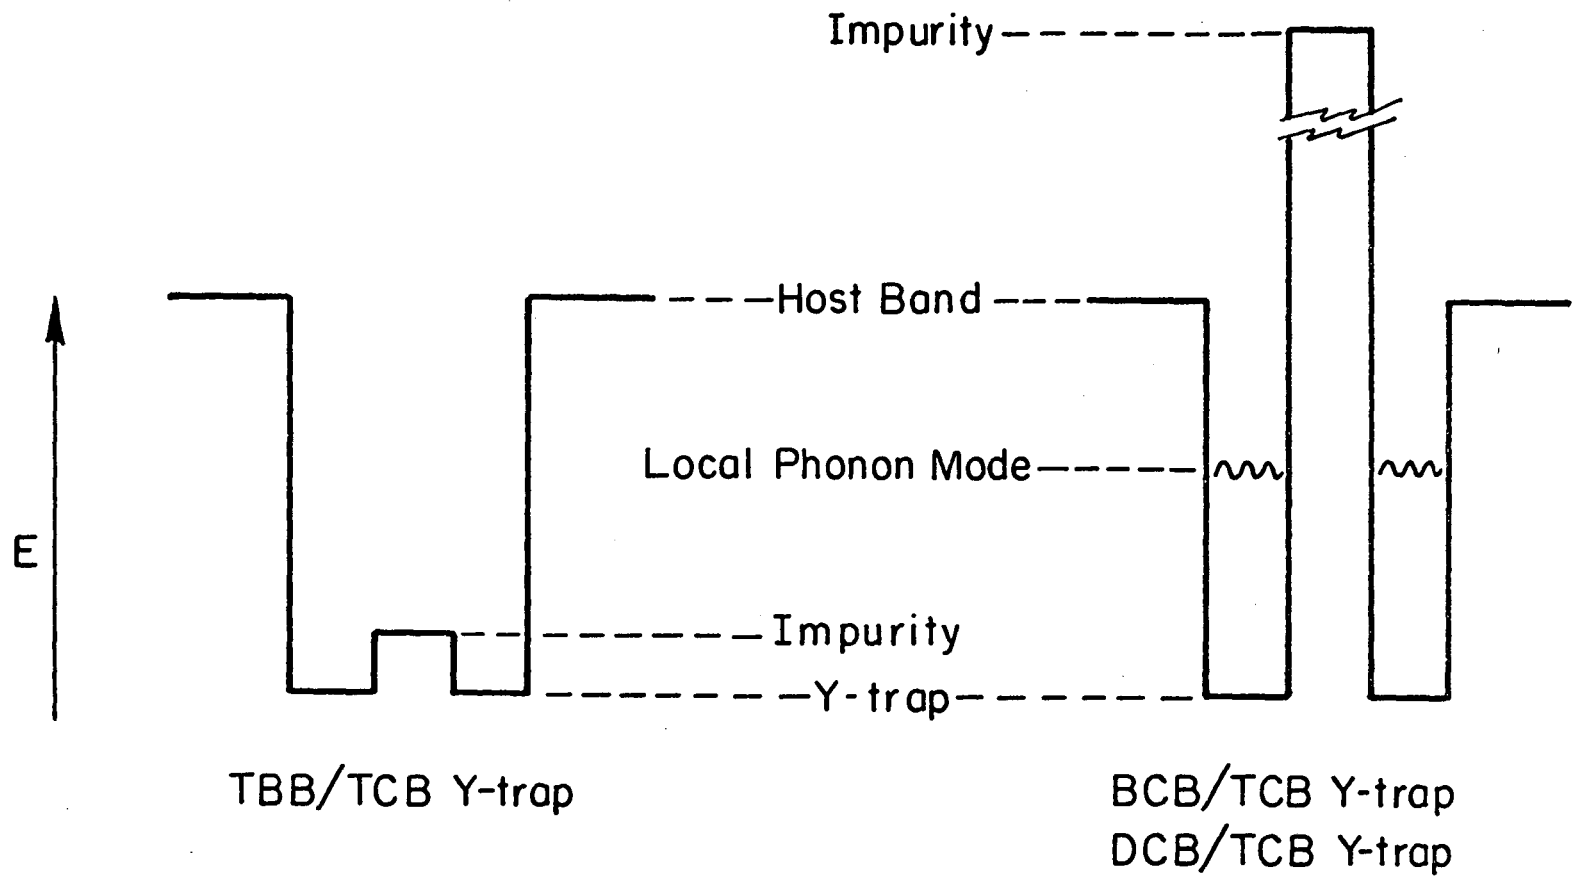 Impurity
Host Band
Local Phonon Mode
E
Impurity
Y-trap
TBB/TCB Y-trap
BCB/TCB Y-trap
DCB/TCB Y-trap